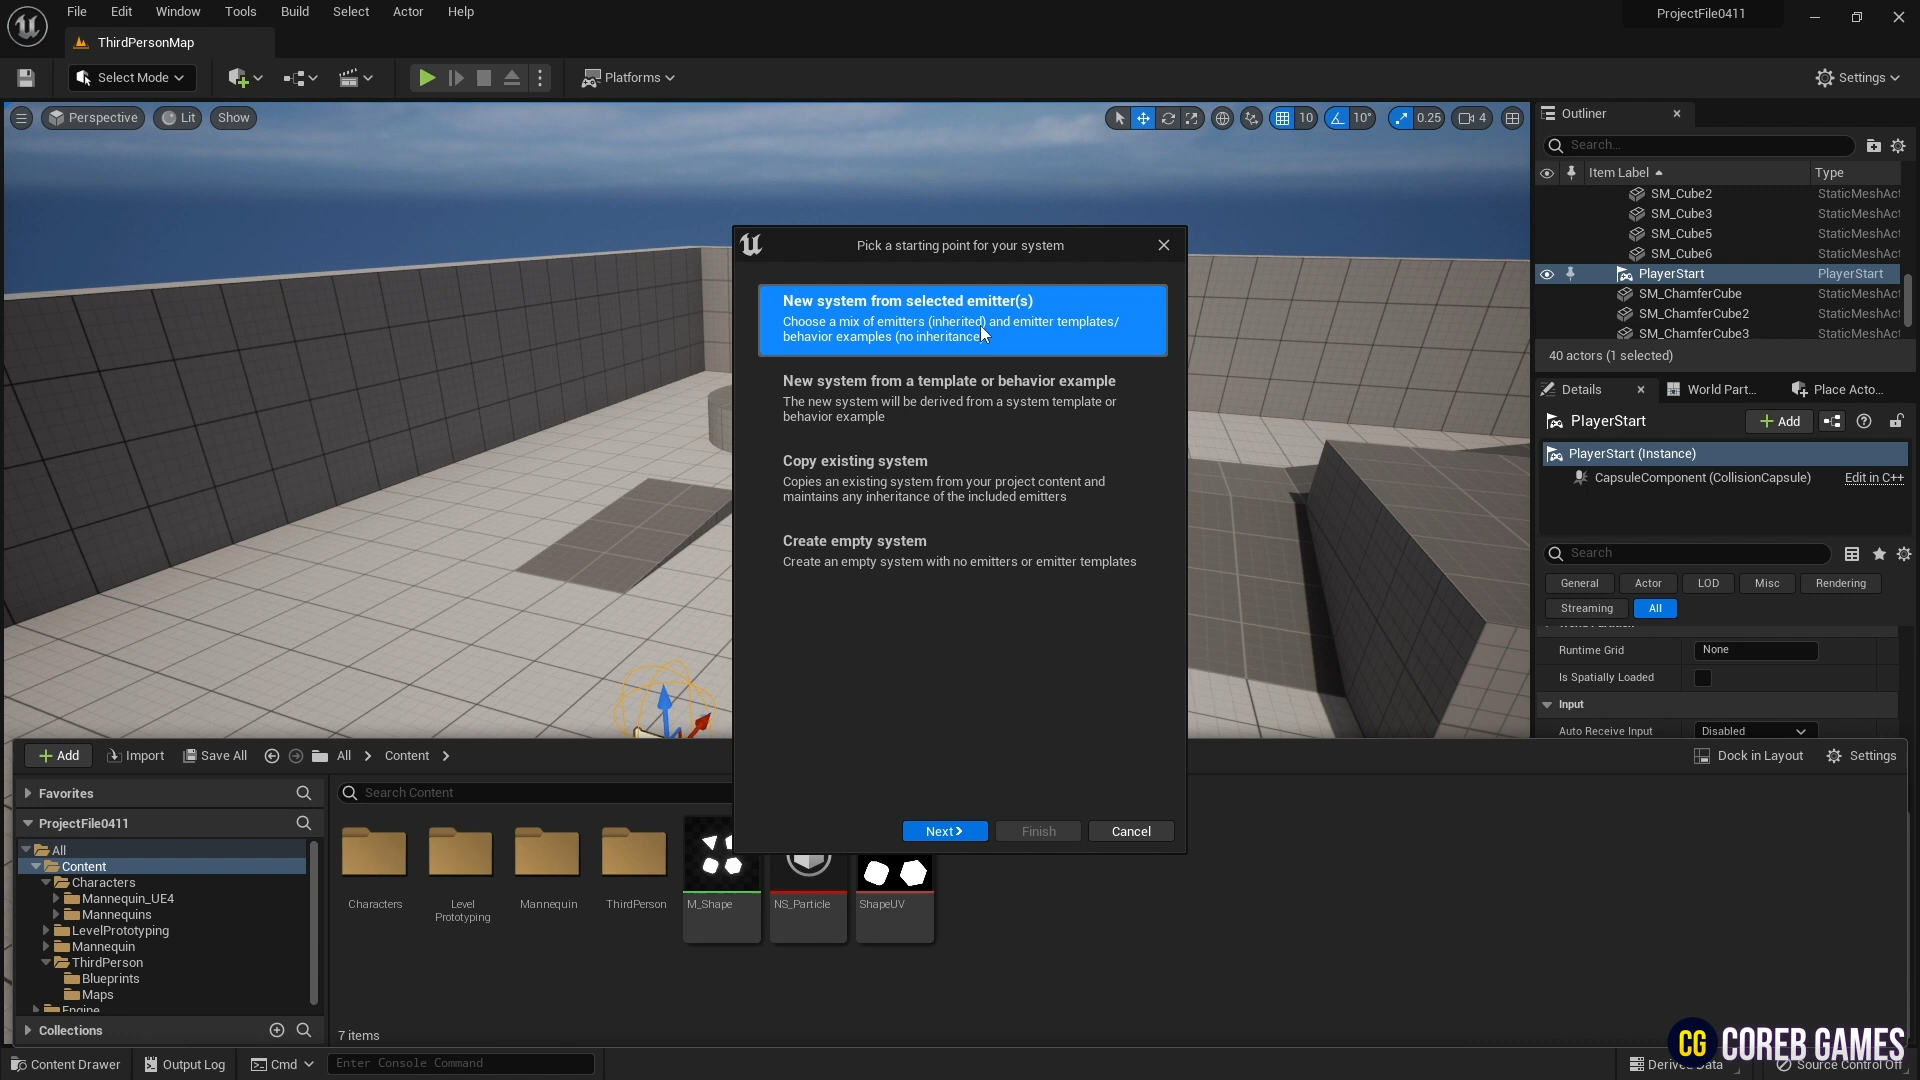 File
Edit
Window
Tools
Build
Select
Actor
Help
ProjectFile0411
ThirdPersonMap
Select Mode
Platforms
Settings
Perspective
Lit
Show
10
10°
0.25
4
Outliner
Search...
Item Label
Type
SM_Cube2
StaticMeshAct
SM_Cube3
StaticMeshAct
SM_Cube5
StaticMeshAct
SM_Cube6
StaticMeshAct
PlayerStart
PlayerStart
SM_ChamferCube
StaticMeshAct
SM_ChamferCube2
StaticMeshAct
SM_ChamferCube3
StaticMeshAct
40 actors (1 selected)
Details
World Part...
Place Acto...
PlayerStart
Add
PlayerStart (Instance)
CapsuleComponent (CollisionCapsule)
Edit in C++
Search
General
Actor
LOD
Misc
Rendering
Streaming
All
Runtime Grid
None
Is Spatially Loaded
Input
Auto Receive Input
Disabled
Pick a starting point for your system
New system from selected emitter(s)
Choose a mix of emitters (inherited) and emitter templates/
behavior examples (no inheritance
New system from a template or behavior example
The new system will be derived from a system template or
behavior example
Copy existing system
Copies an existing system from your project content and
maintains any inheritance of the included emitters
Create empty system
Create an empty system with no emitters or emitter templates
Next
Finish
Cancel
Add
Import
Save All
All
Content
Dock in Layout
Settings
Favorites
ProjectFile0411
All
Content
Characters
Mannequin_UE4
Mannequins
LevelPrototyping
Mannequin
ThirdPerson
Blueprints
Maps
Engine
Collections
Search Content
Characters
Level
Prototyping
Mannequin
ThirdPerson
M_Shape
NS_Particle
ShapeUV
7 items
Content Drawer
Output Log
Cmd
Enter Console Command
Derived Data
Source Control Off
CG COREB GAMES